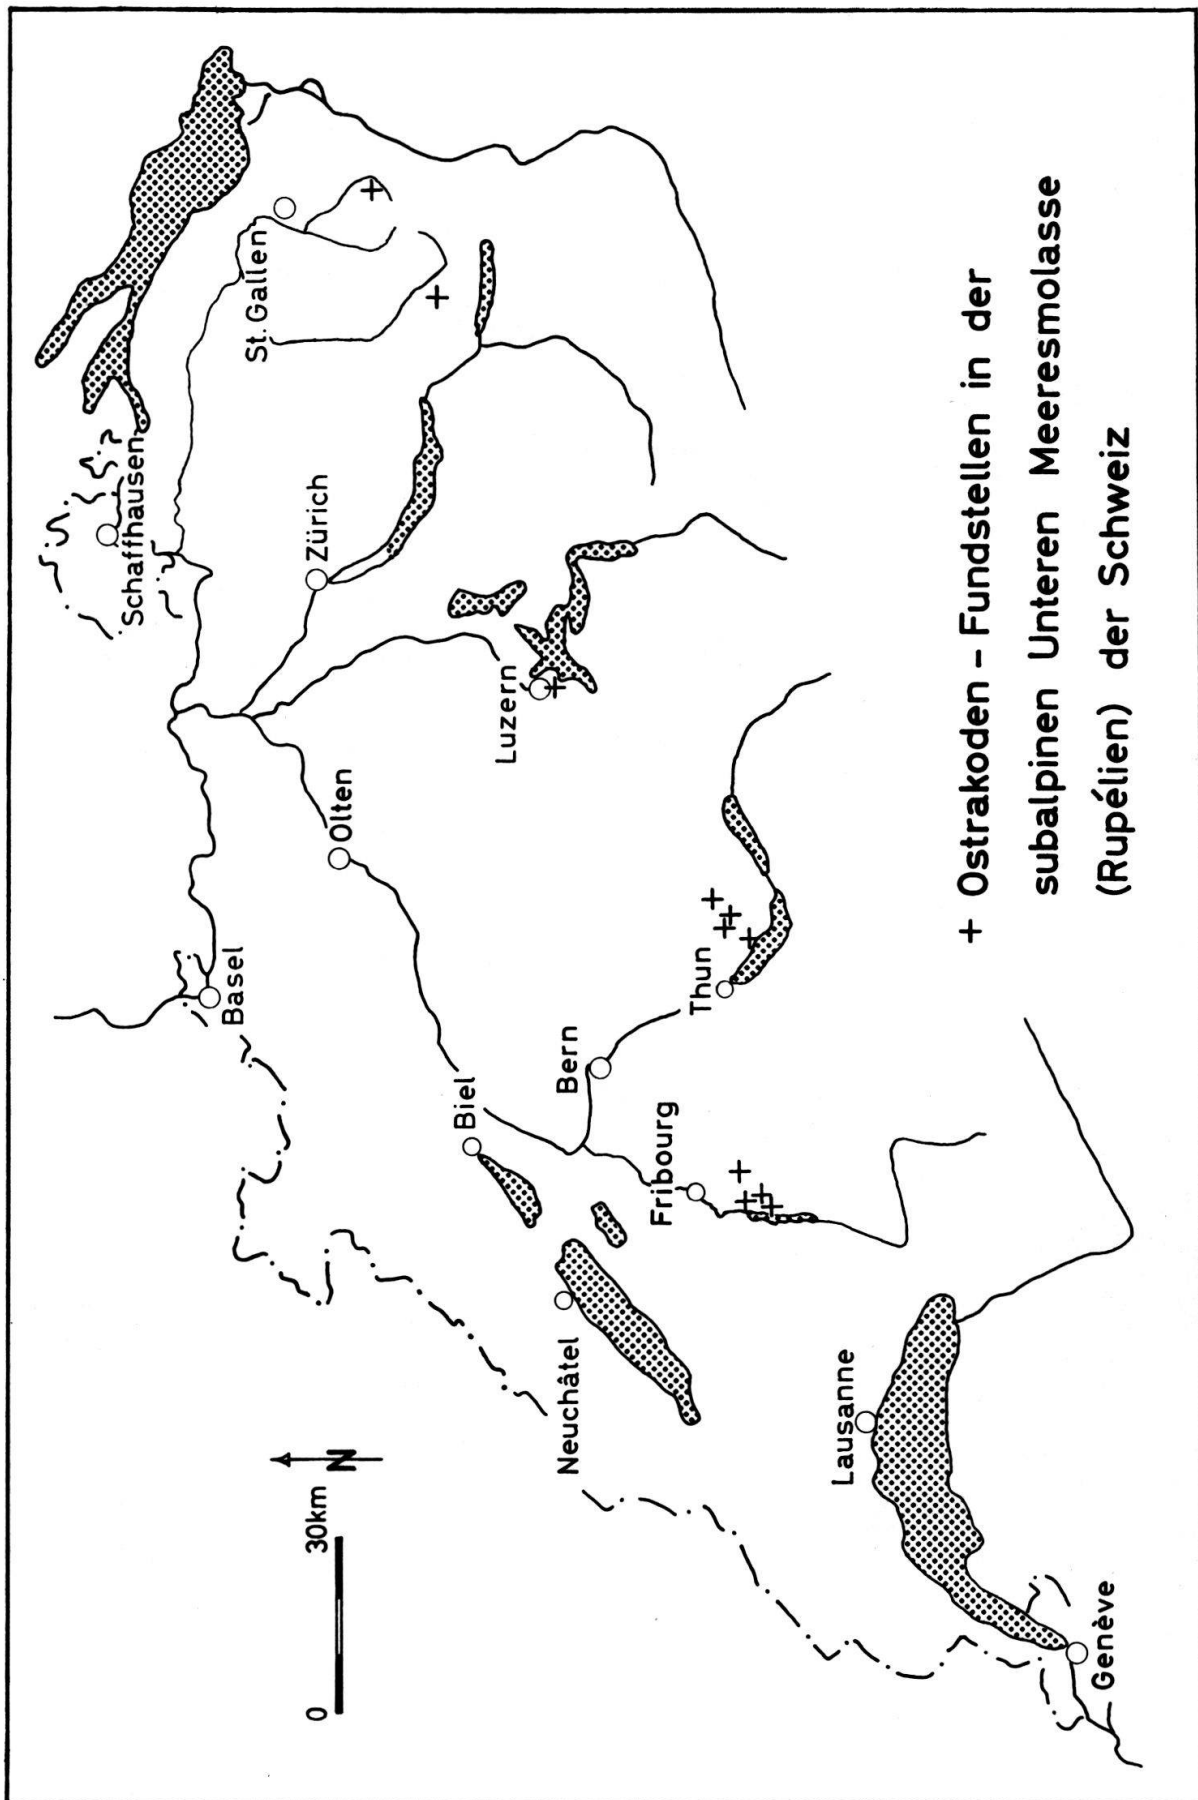 Schaffhausen
St. Gallen
Basel
Zürich
Olten
Luzern
Biel
Bern
Thun
Neuchâtel
Fribourg
Lausanne
Genève
0 30km
N
+ Ostrakoden – Fundstellen in der
subalpinen Unteren Meeresmolasse
(Rupélien) der Schweiz